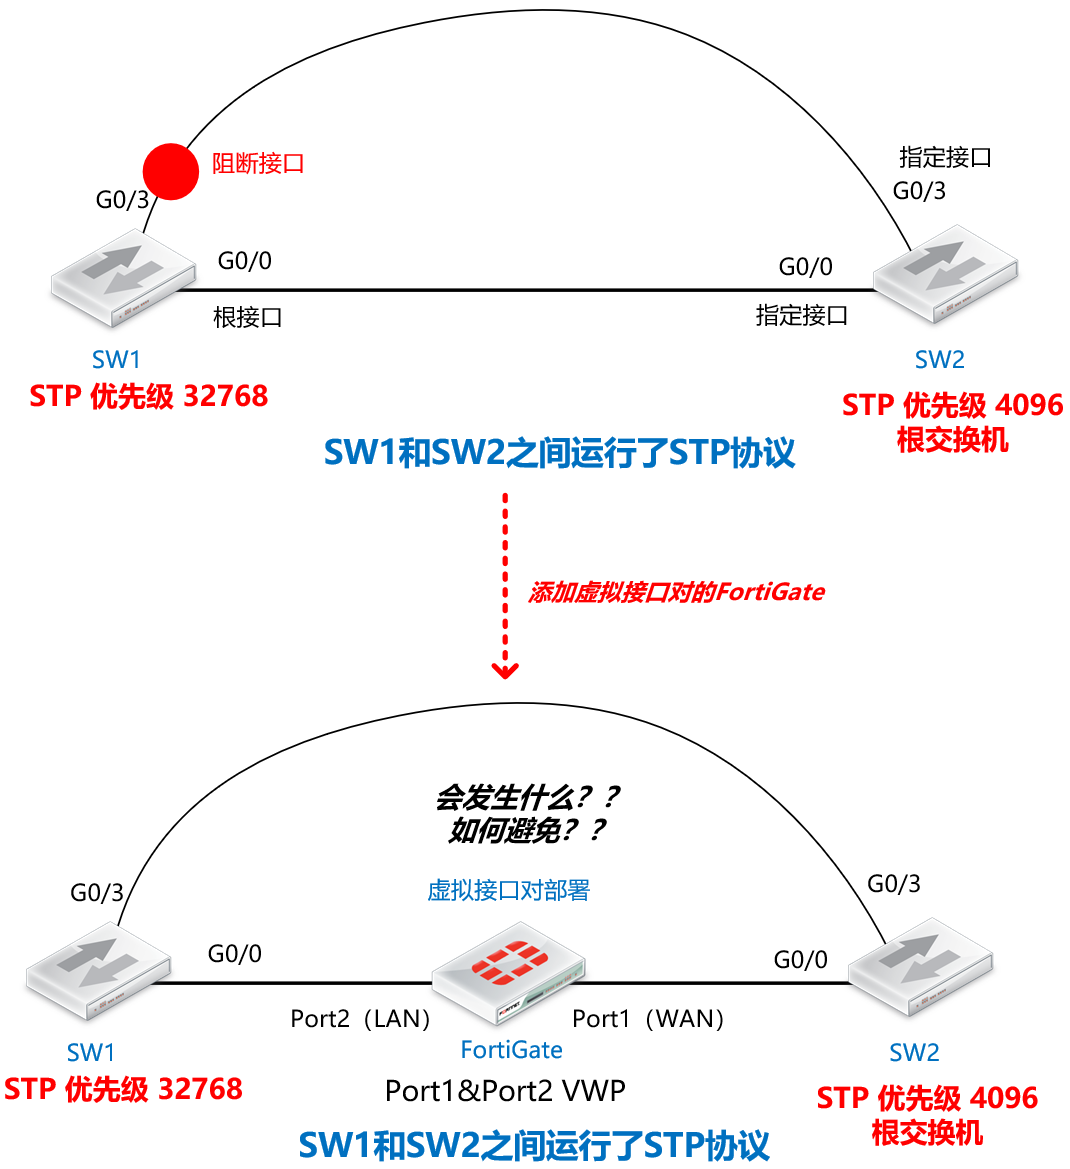 阻断接口
指定接口
G0/3
G0/3
G0/0
G0/0
根接口
指定接口
SW1
SW2
STP 优先级 32768
STP 优先级 4096
根交换机
SW1和SW2之间运行了STP协议
添加虚拟接口对的FortiGate
会发生什么？？
如何避免？？
虚拟接口对部署
G0/3
G0/3
G0/0
G0/0
Port2（LAN）
Port1（WAN）
SW1
FortiGate
SW2
STP 优先级 32768
Port1&Port2 VWP
STP 优先级 4096
根交换机
SW1和SW2之间运行了STP协议